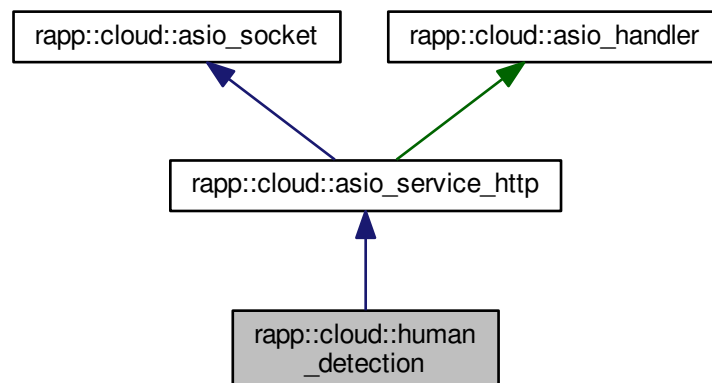 rapp::cloud::asio_socket
rapp::cloud::asio_handler
rapp::cloud::asio_service_http
rapp::cloud::human
_detection